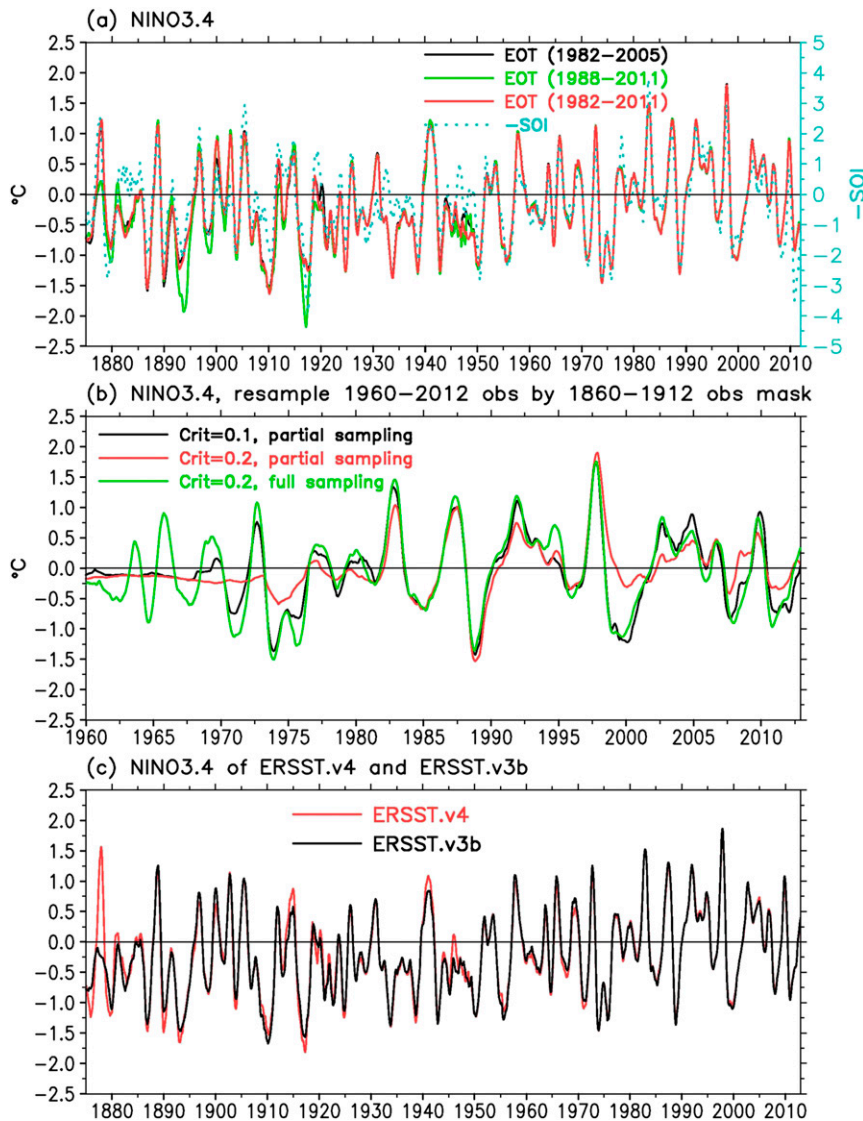 (a) NINO3.4
2.5
2.0
1.5
1.0
0.5
0.0
−0.5
−1.0
−1.5
−2.0
−2.5
°C
EOT (1982−2005)
EOT (1988−2011)
EOT (1982−2011)
−SOI
5
4
3
2
1
0
−1
−2
−3
−4
−5
−SOI
1880 1890 1900 1910 1920 1930 1940 1950 1960 1970 1980 1990 2000 2010
(b) NINO3.4, resample 1960−2012 obs by 1860−1912 obs mask
2.5
2.0
1.5
1.0
0.5
0.0
−0.5
−1.0
−1.5
−2.0
−2.5
°C
Crit=0.1, partial sampling
Crit=0.2, partial sampling
Crit=0.2, full sampling
1960 1965 1970 1975 1980 1985 1990 1995 2000 2005 2010
(c) NINO3.4 of ERSST.v4 and ERSST.v3b
2.5
2.0
1.5
1.0
0.5
0.0
−0.5
−1.0
−1.5
−2.0
−2.5
ERSST.v4
ERSST.v3b
1880 1890 1900 1910 1920 1930 1940 1950 1960 1970 1980 1990 2000 2010